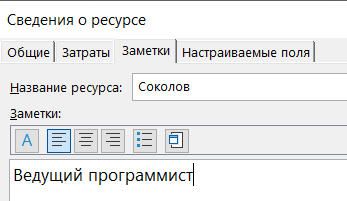 Сведения о ресурсе
Общие Затраты Заметки Настраиваемые поля
Название ресурса: Соколов
Заметки:
A
Ведущий программист